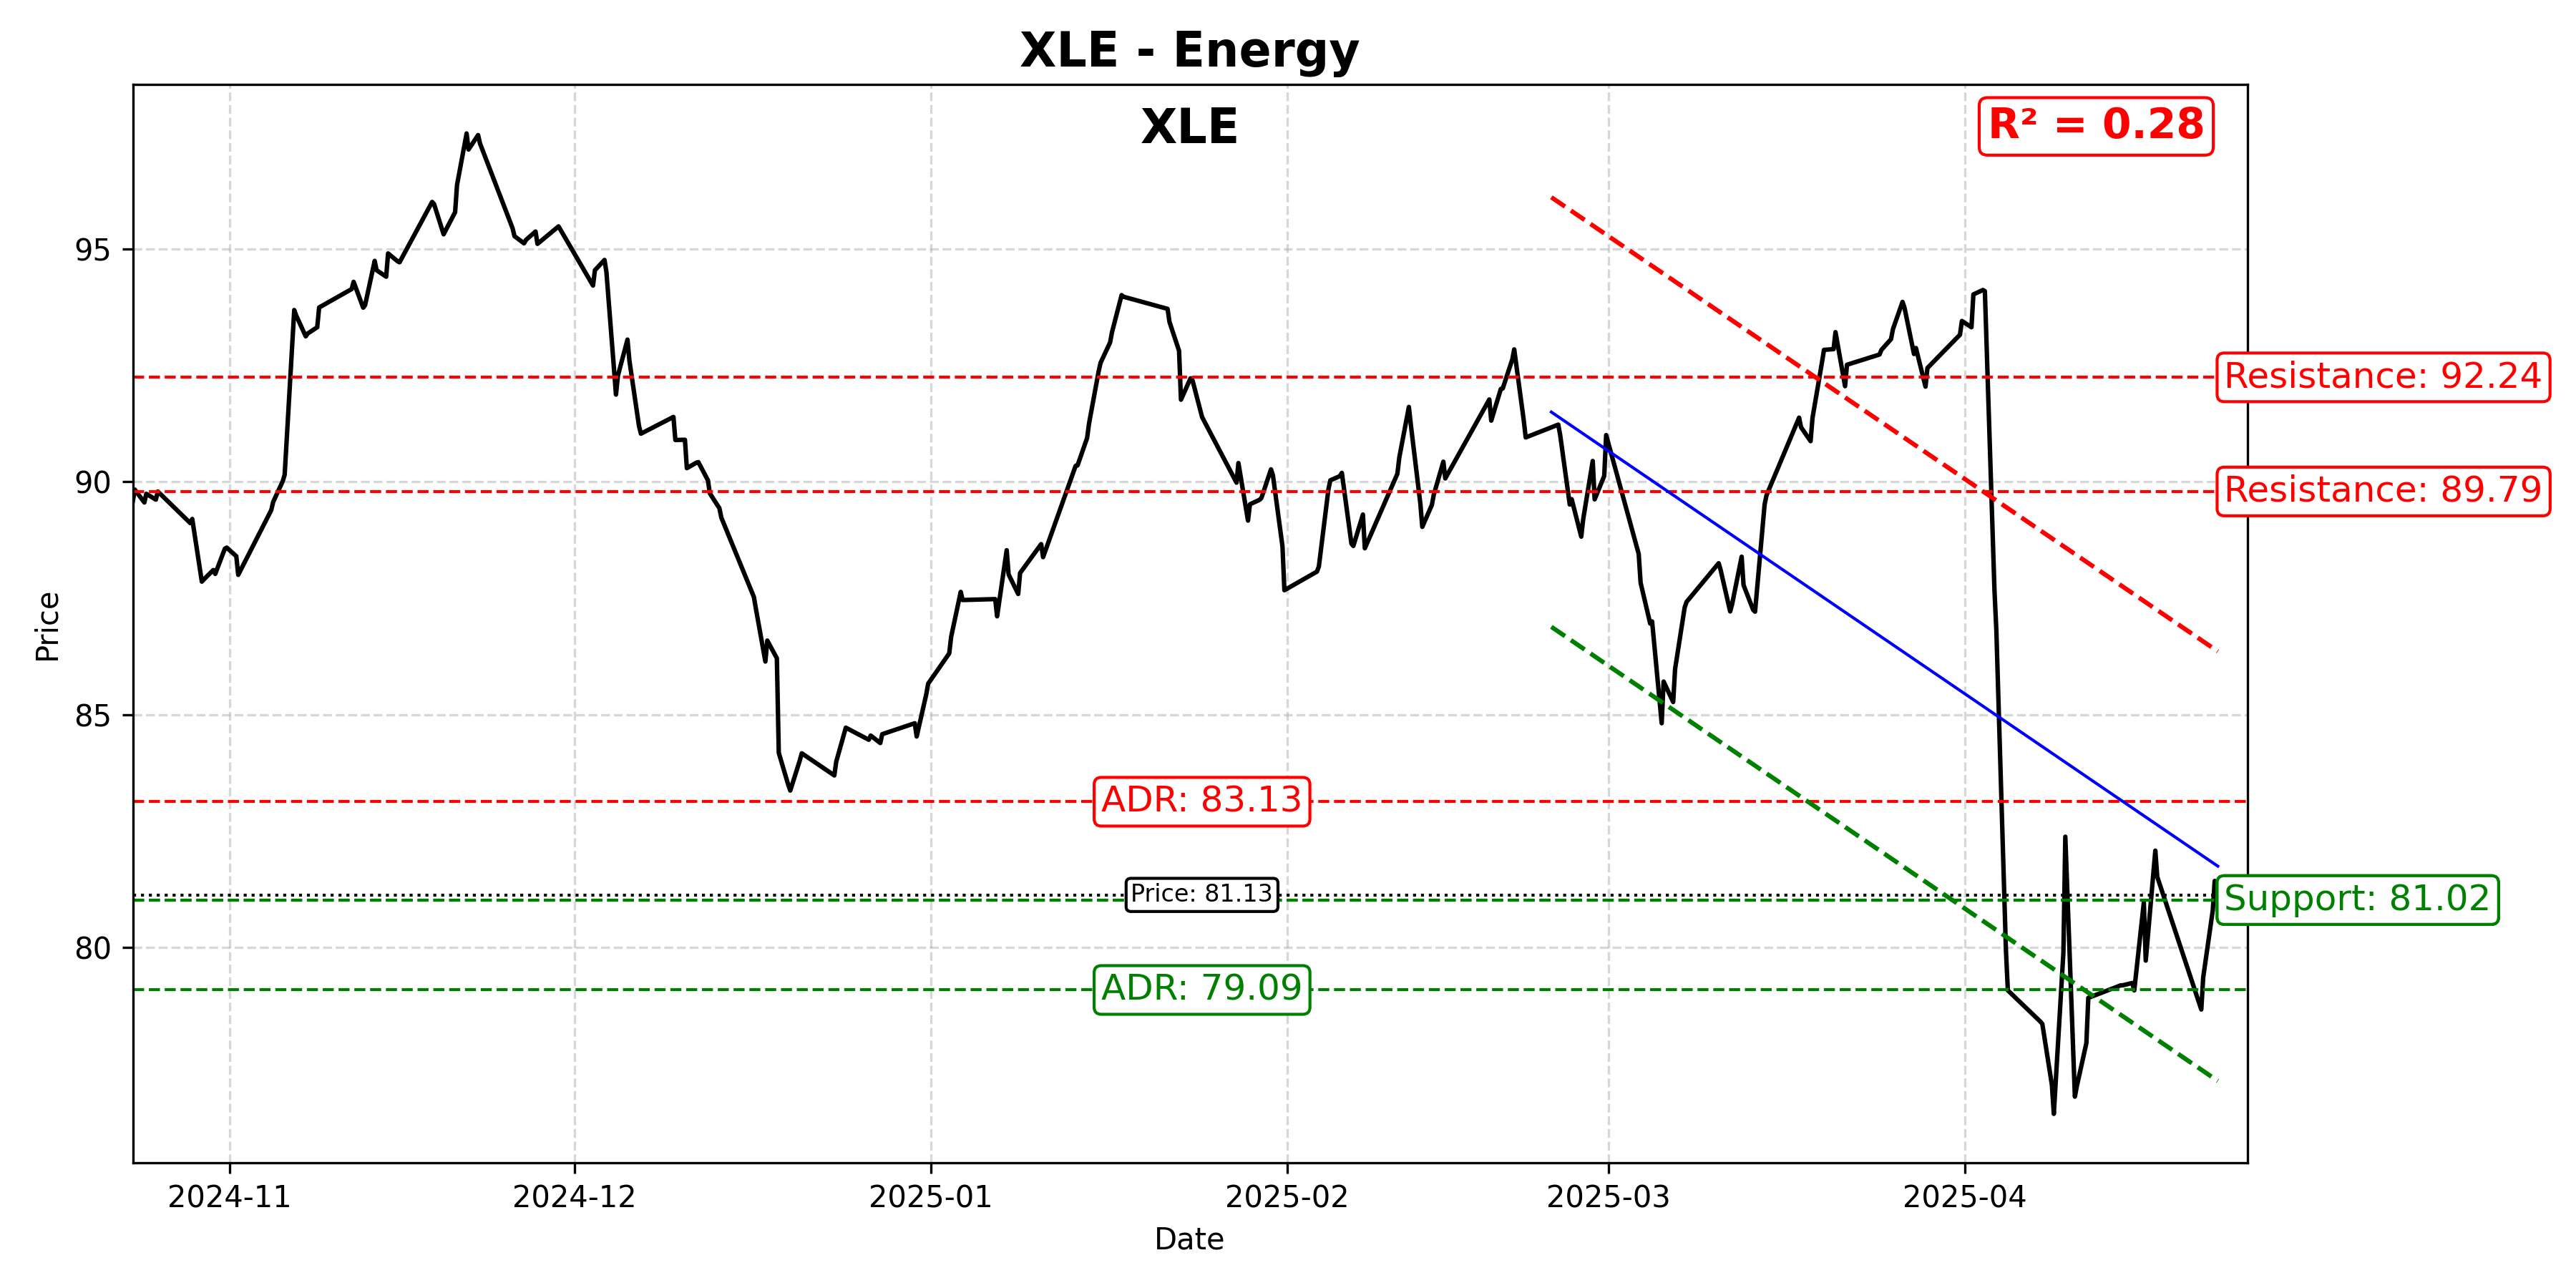 XLE - Energy
XLE
R² = 0.28
95
Resistance: 92.24
90
Resistance: 89.79
85
ADR: 83.13
Price: 81.13
Support: 81.02
80
ADR: 79.09
Price
2024-11
2024-12
2025-01
2025-02
2025-03
2025-04
Date